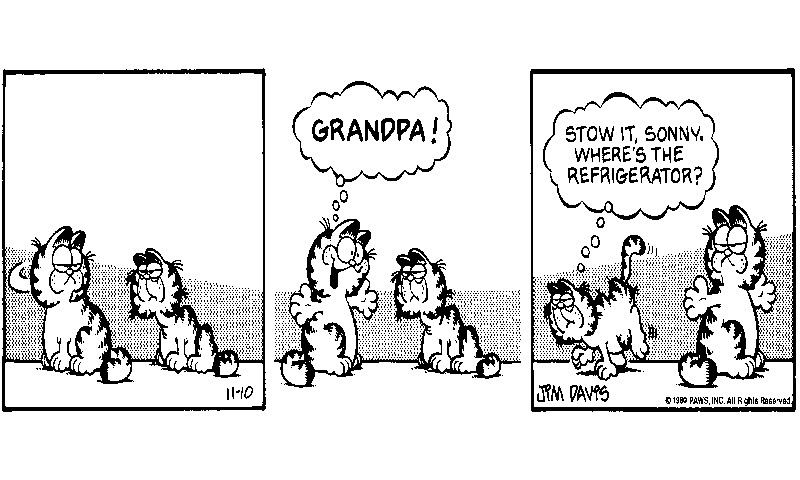 GRANDPA!
STOW IT, SONNY.
WHERE'S THE
REFRIGERATOR?
11-10
JIM DAVIS
© 1980 PAWS, INC. All Rights Reserved.